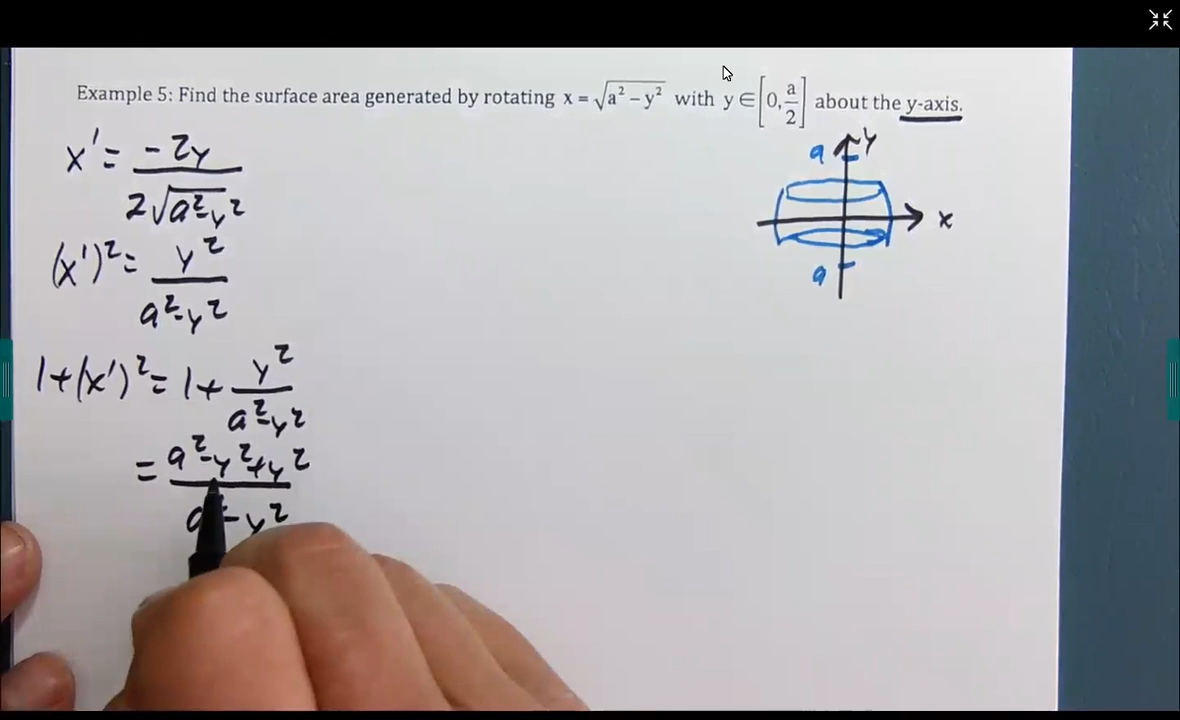 Example 5: Find the surface area generated by rotating x = √(a² − y²) with y ∈ [0, a/2] about the y-axis.
x' = -2y / 2√(a²-y²)
(x')² = y² / a²-y²
1+(x')² = 1+ y² / a²-y²
= a²-y²+y² / a²-y²
a
y
x
a